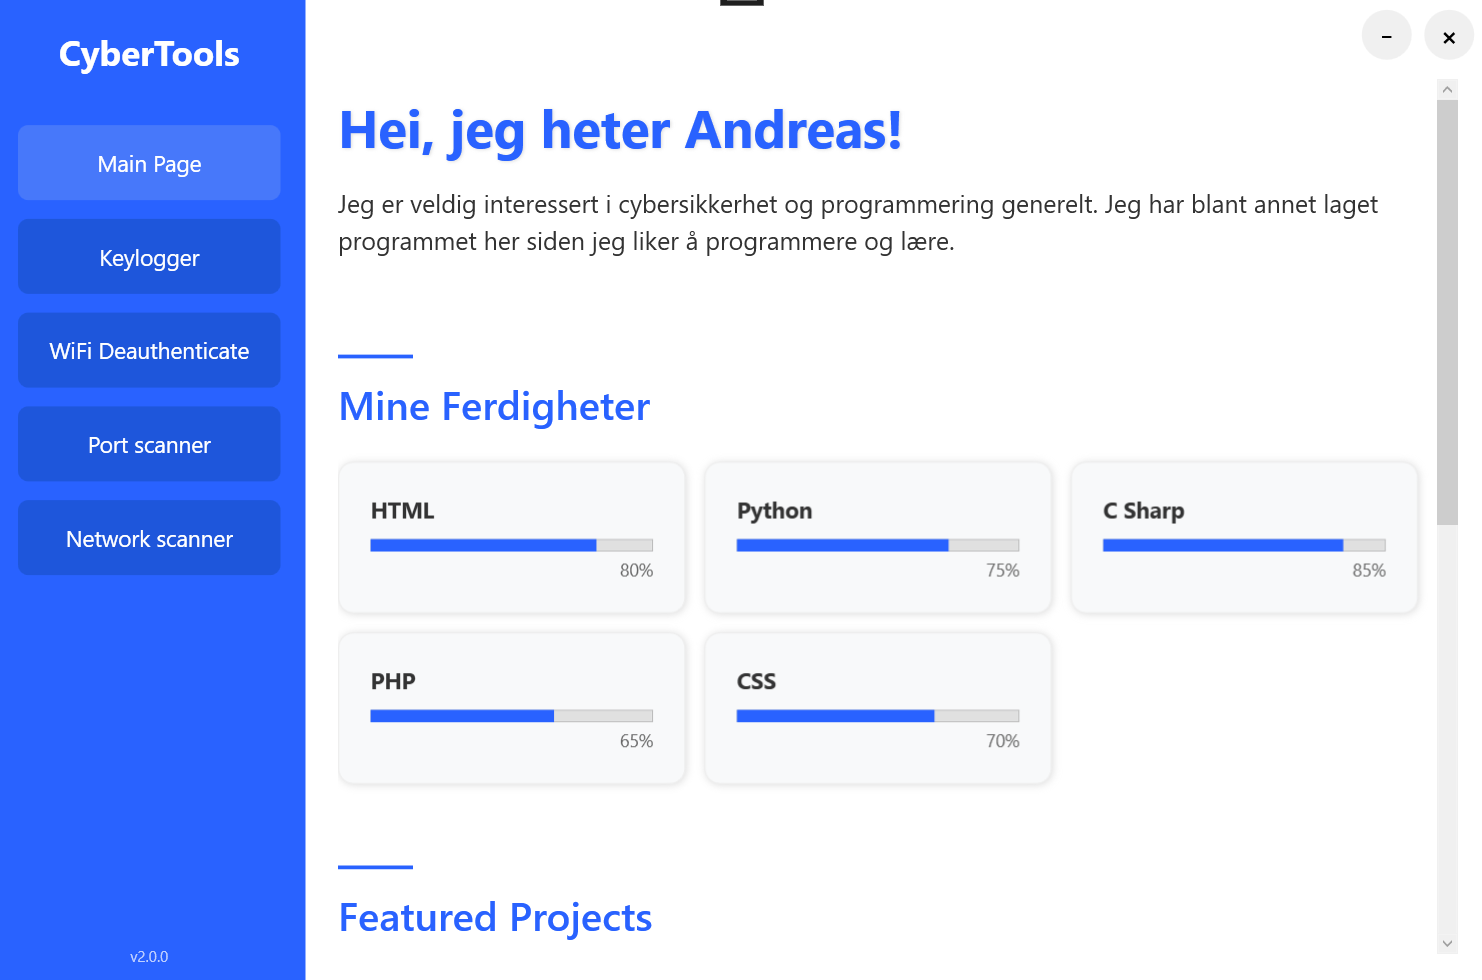 CyberTools
Main Page
Keylogger
WiFi Deauthenticate
Port scanner
Network scanner
v2.0.0
Hei, jeg heter Andreas!
Jeg er veldig interessert i cybersikkerhet og programmering generelt. Jeg har blant annet laget
programmet her siden jeg liker å programmere og lære.
Mine Ferdigheter
HTML
80%
Python
75%
C Sharp
85%
PHP
65%
CSS
70%
Featured Projects